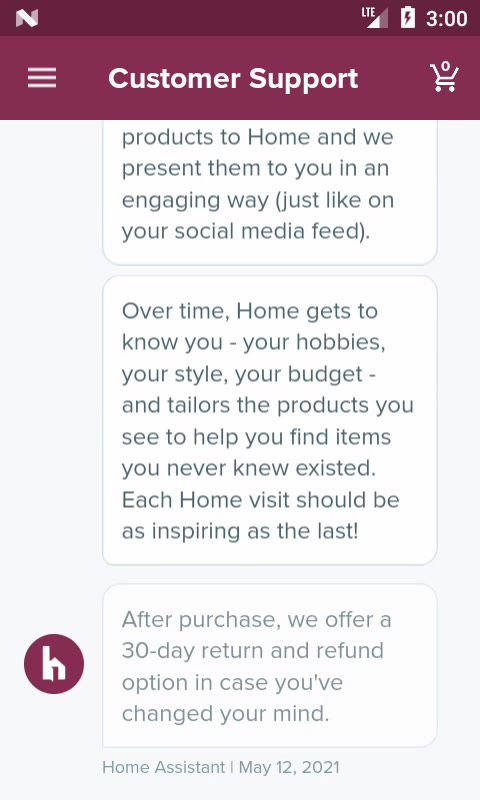 LTE
3:00
Customer Support
0
products to Home and we
present them to you in an
engaging way (just like on
your social media feed).
Over time, Home gets to
know you - your hobbies,
your style, your budget -
and tailors the products you
see to help you find items
you never knew existed.
Each Home visit should be
as inspiring as the last!
After purchase, we offer a
30-day return and refund
option in case you've
changed your mind.
h
Home Assistant | May 12, 2021